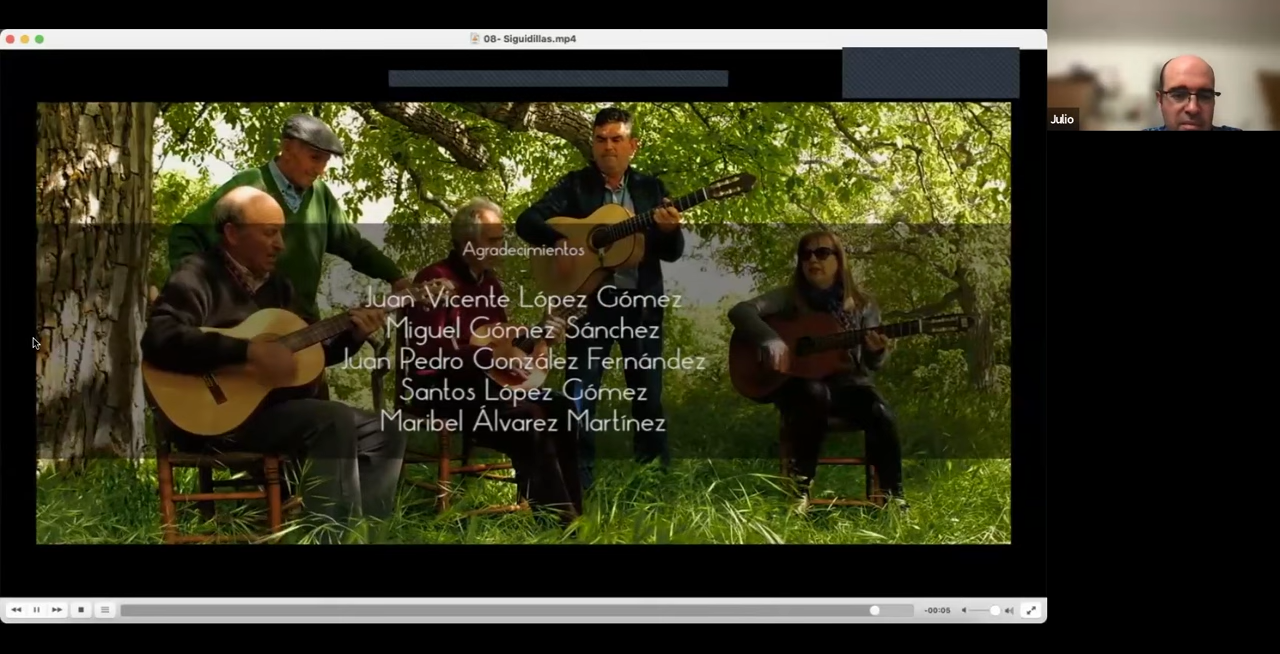 08- Siguidillas.mp4
Julio
Agradecimientos
Juan Vicente López Gómez
Miguel Gómez Sánchez
Juan Pedro González Fernández
Santos López Gómez
Maribel Álvarez Martínez
-00:05